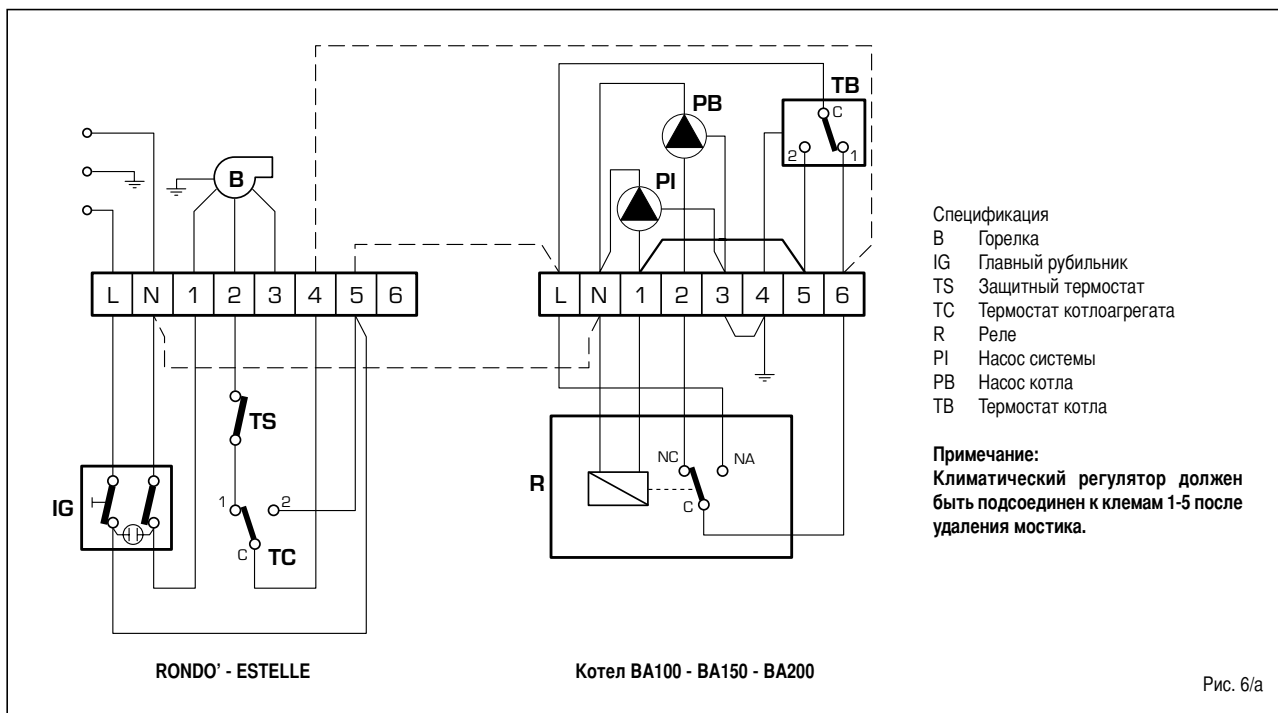 TB
C
2
1
PB
PI
B
L N 1 2 3 4 5 6
L N 1 2 3 4 5 6
TS
1
2
C
TC
IG
R
NC
NA
C
RONDO’ - ESTELLE
Котел BA100 - BA150 - BA200
Спецификация
B Горелка
IG Главный рубильник
TS Защитный термостат
TC Термостат котлоагрегата
R Реле
PI Насос системы
PB Насос котла
TB Термостат котла
Примечание:
Климатический регулятор должен
быть подсоединен к клемам 1-5 после
удаления мостика.
Рис. 6/a